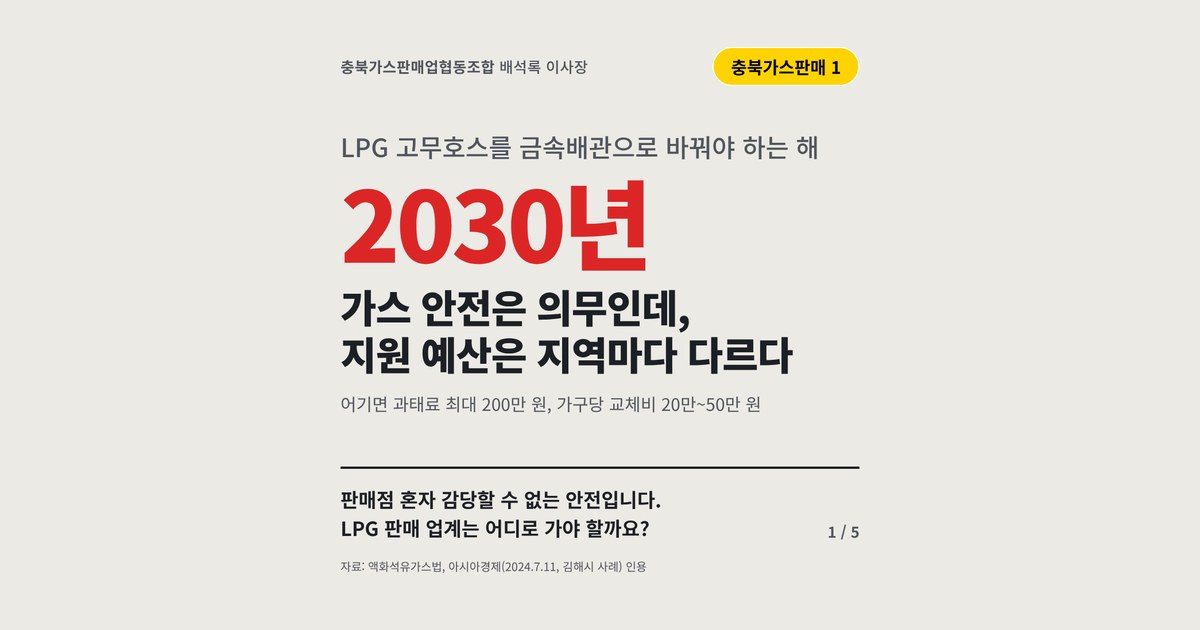 충북가스판매업협동조합 배석록 이사장
충북가스판매 1
LPG 고무호스를 금속배관으로 바꿔야 하는 해
2030년
가스 안전은 의무인데,
지원 예산은 지역마다 다르다
어기면 과태료 최대 200만 원, 가구당 교체비 20만~50만 원
판매점 혼자 감당할 수 없는 안전입니다.
LPG 판매 업계는 어디로 가야 할까요?
1 / 5
자료: 액화석유가스법, 아시아경제(2024.7.11, 김해시 사례) 인용